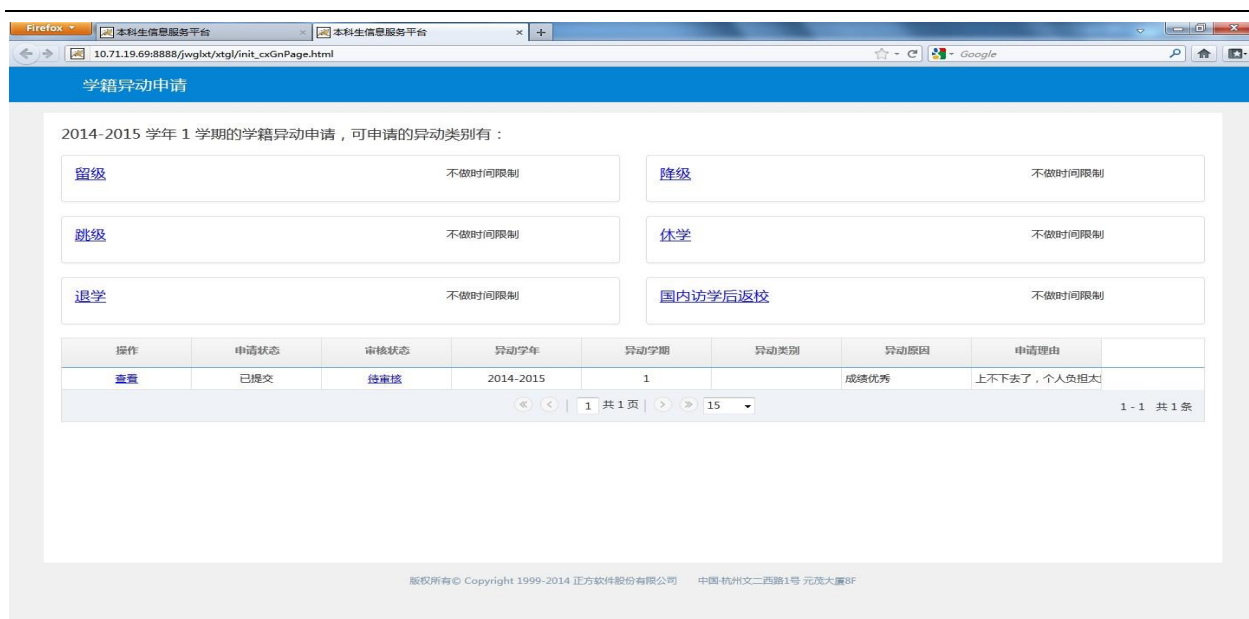 Firefox
本科生信息服务平台
本科生信息服务平台
10.71.19.69:8888/jwglxt/xtgl/init_cxGnPage.html
Google
学籍异动申请
2014-2015 学年 1 学期的学籍异动申请，可申请的异动类别有：
留级 不做时间限制 降级 不做时间限制
跳级 不做时间限制 休学 不做时间限制
退学 不做时间限制 国内访学后返校 不做时间限制
操作 申请状态 审核状态 异动学年 异动学期 异动类别 异动原因 申请理由
查看 已提交 待审核 2014-2015 1 成绩优秀 上不下去了，个人负担太
1 共1页 15 1 - 1 共1条
版权所有© Copyright 1999-2014 正方软件股份有限公司 中国·杭州文二西路1号 元茂大厦8F